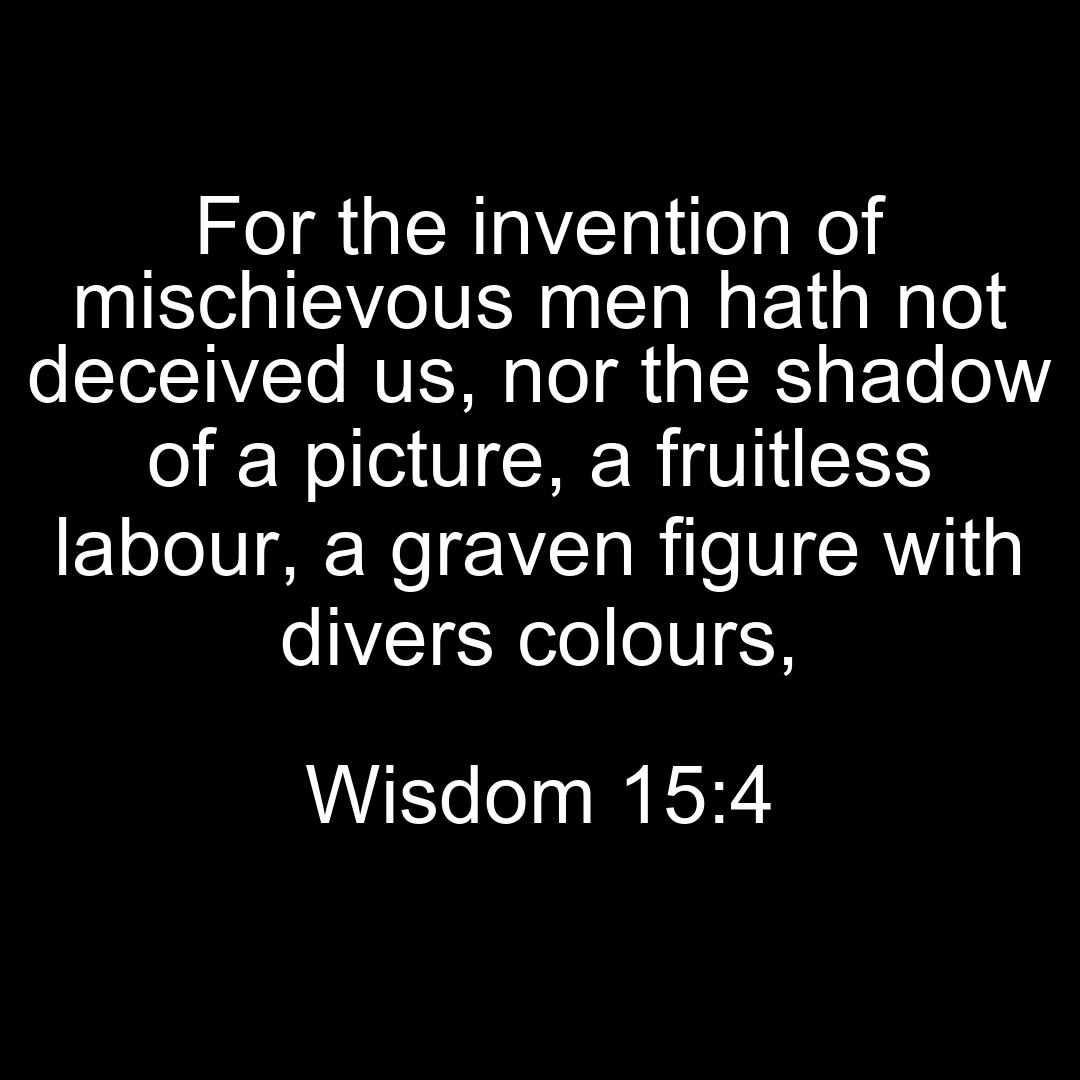 For the invention of
mischievous men hath not
deceived us, nor the shadow
of a picture, a fruitless
labour, a graven figure with
divers colours,
Wisdom 15:4